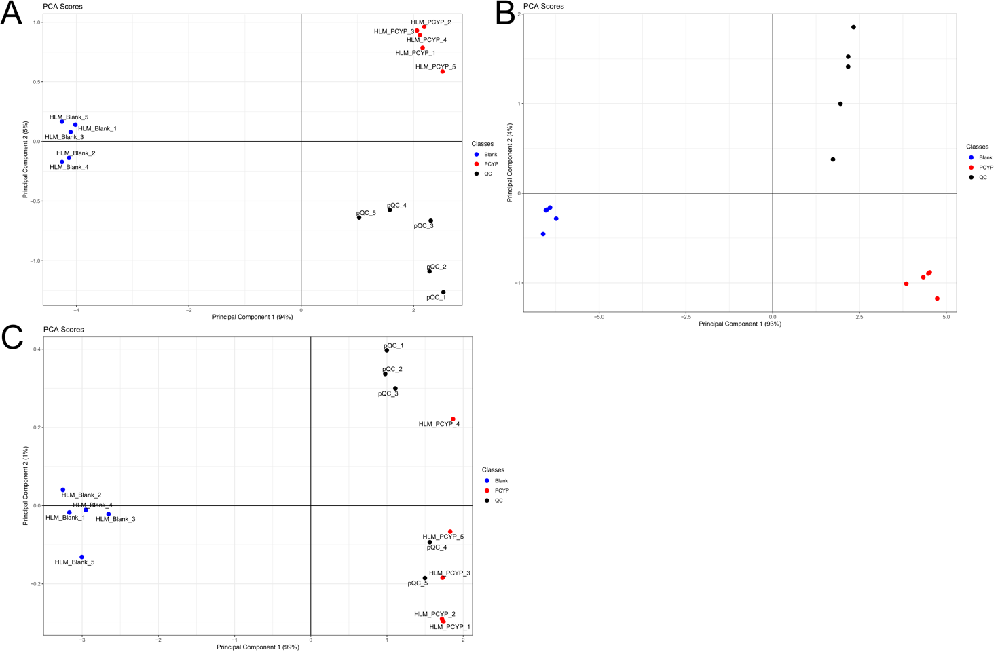 A
PCA Scores
1.0
0.5
0.0
−0.5
−1.0
Principal Component 2 (5%)
HLM_PCYP_2
HLM_PCYP_3
HLM_PCYP_4
HLM_PCYP_1
HLM_PCYP_5
HLM_Blank_5
HLM_Blank_1
HLM_Blank_3
HLM_Blank_2
HLM_Blank_4
pQC_4
pQC_5
pQC_3
pQC_2
pQC_1
−4
−2
0
2
Principal Component 1 (94%)
Classes
Blank
PCYP
QC
B
PCA Scores
2
1
0
−1
Principal Component 2 (4%)
−5.0
−2.5
0.0
2.5
5.0
Principal Component 1 (93%)
Classes
Blank
PCYP
QC
C
PCA Scores
0.4
0.2
0.0
−0.2
Principal Component 2 (1%)
pQC_1
pQC_2
pQC_3
HLM_PCYP_4
HLM_Blank_2
HLM_Blank_4
HLM_Blank_1
HLM_Blank_3
HLM_PCYP_5
pQC_4
HLM_Blank_5
HLM_PCYP_3
pQC_5
HLM_PCYP_2
HLM_PCYP_1
−3
−2
−1
0
1
2
Principal Component 1 (99%)
Classes
Blank
PCYP
QC